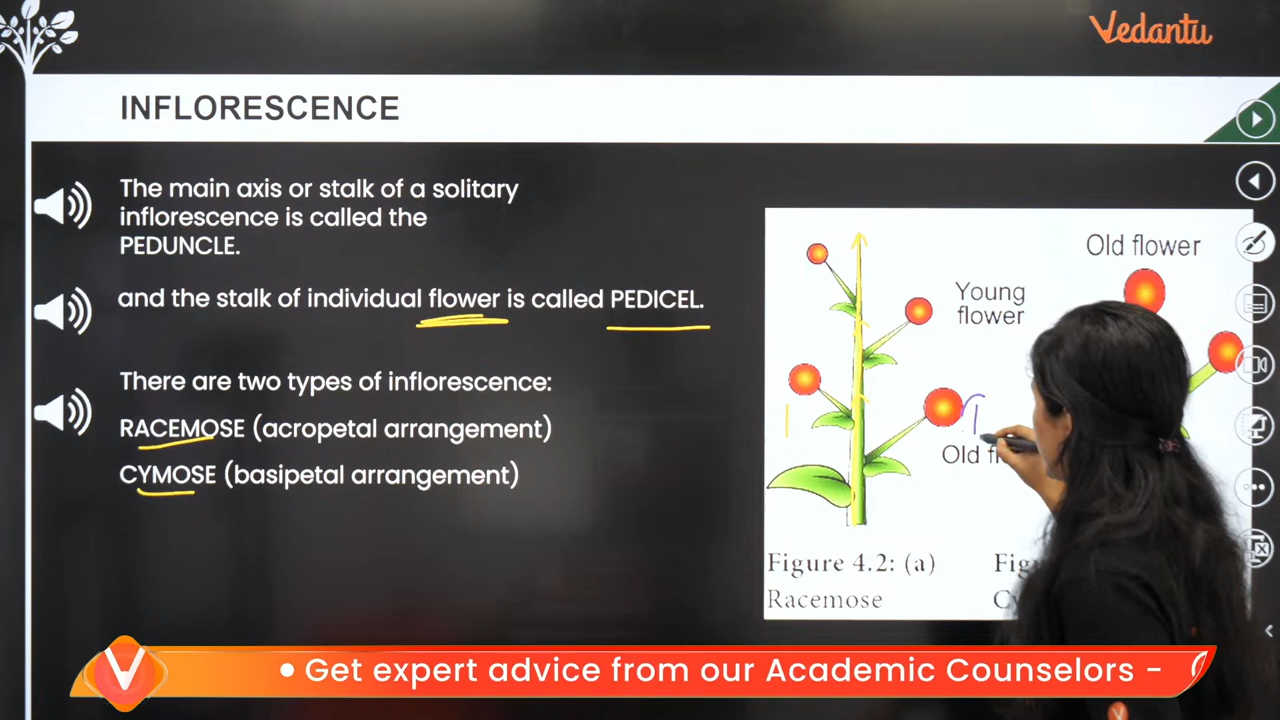 Vedantu
INFLORESCENCE
The main axis or stalk of a solitary
inflorescence is called the
PEDUNCLE.
and the stalk of individual flower is called PEDICEL.
There are two types of inflorescence:
RACEMOSE (acropetal arrangement)
CYMOSE (basipetal arrangement)
Old flower
Young
flower
Old
Figure 4.2: (a)
Racemose
V
Get expert advice from our Academic Counselors -